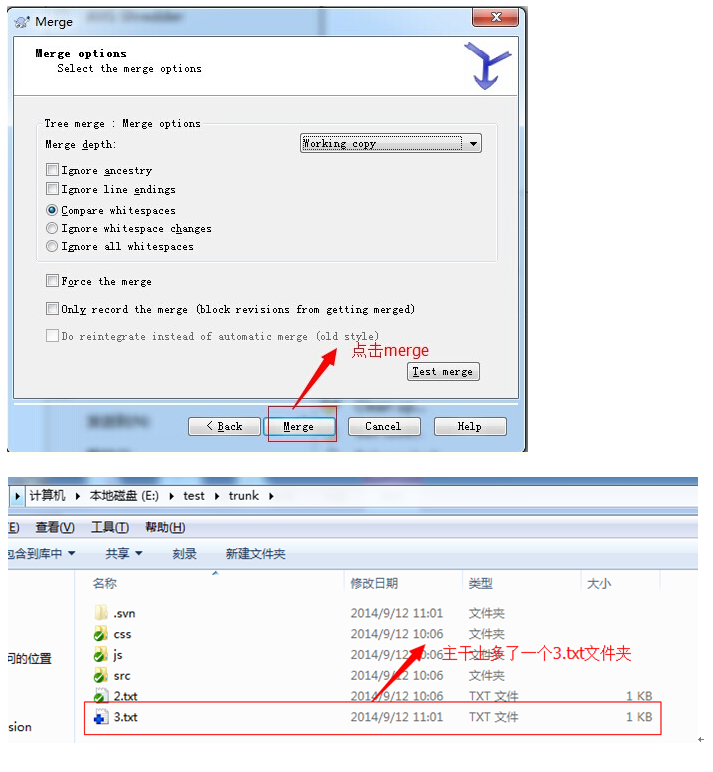 Merge
Merge options
Select the merge options
Tree merge : Merge options
Merge depth:
Working copy
Ignore ancestry
Ignore line endings
Compare whitespaces
Ignore whitespace changes
Ignore all whitespaces
Force the merge
Only record the merge (block revisions from getting merged)
Do reintegrate instead of automatic merge (old style)
点击merge
Test merge
< Back
Merge
Cancel
Help
计算机 本地磁盘 (E:) test trunk
(E) 查看(V) 工具(T) 帮助(H)
包含到库中 共享 刻录 新建文件夹
名称 修改日期 类型 大小
.svn 2014/9/12 11:01 文件夹
css 2014/9/12 10:06 文件夹
js 2014/9/12 10:06 文件夹
主干上多了一个3.txt文件夹
问的位置
src 2014/9/12 10:06 文件夹
2.txt 2014/9/12 10:06 TXT 文件 1 KB
3.txt 2014/9/12 11:01 TXT 文件 1 KB
sion